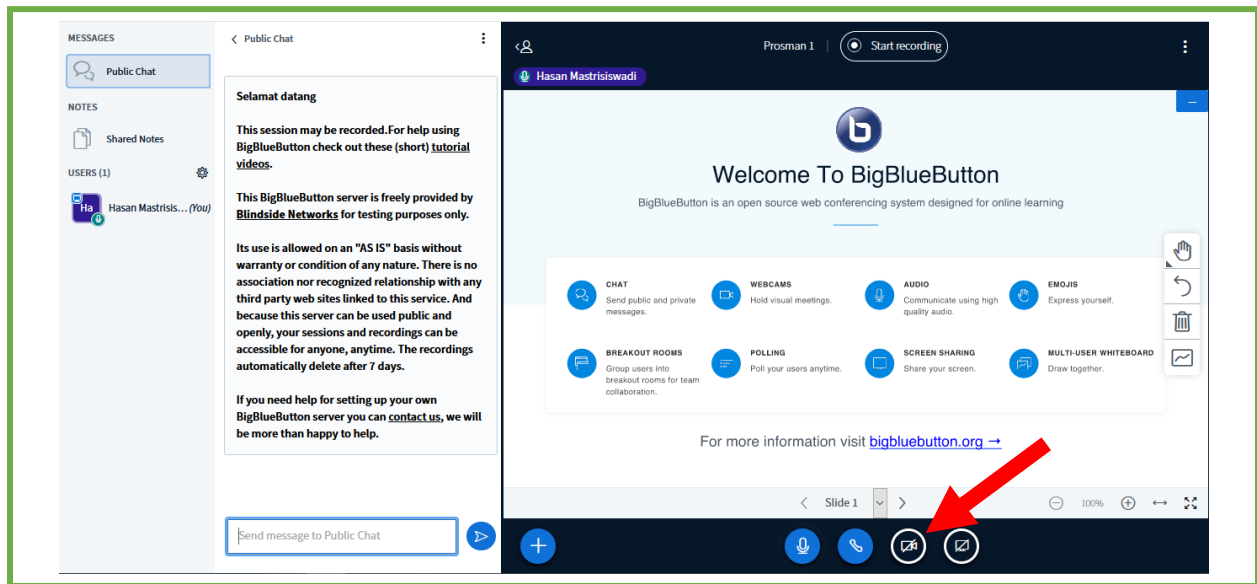 MESSAGES
Public Chat
NOTES
Shared Notes
USERS (1)
Ha
Hasan Mastrisis... (You)
Public Chat
Selamat datang
This session may be recorded.For help using
BigBlueButton check out these (short) tutorial
videos.
This BigBlueButton server is freely provided by
Blindside Networks for testing purposes only.
Its use is allowed on an "AS IS" basis without
warranty or condition of any nature. There is no
association nor recognized relationship with any
third party web sites linked to this service. And
because this server can be used public and
openly, your sessions and recordings can be
accessible for anyone, anytime. The recordings
automatically delete after 7 days.
If you need help for setting up your own
BigBlueButton server you can contact us, we will
be more than happy to help.
Send message to Public Chat
Prosman 1 | Start recording
Hasan Mastrisiswadi
b
Welcome To BigBlueButton
BigBlueButton is an open source web conferencing system designed for online learning
CHAT
Send public and private
messages.
WEBCAMS
Hold visual meetings.
AUDIO
Communicate using high
quality audio.
EMOJIS
Express yourself.
BREAKOUT ROOMS
Group users into
breakout rooms for team
collaboration.
POLLING
Poll your users anytime.
SCREEN SHARING
Share your screen.
MULTI-USER WHITEBOARD
Draw together.
For more information visit bigbluebutton.org →
Slide 1
100%